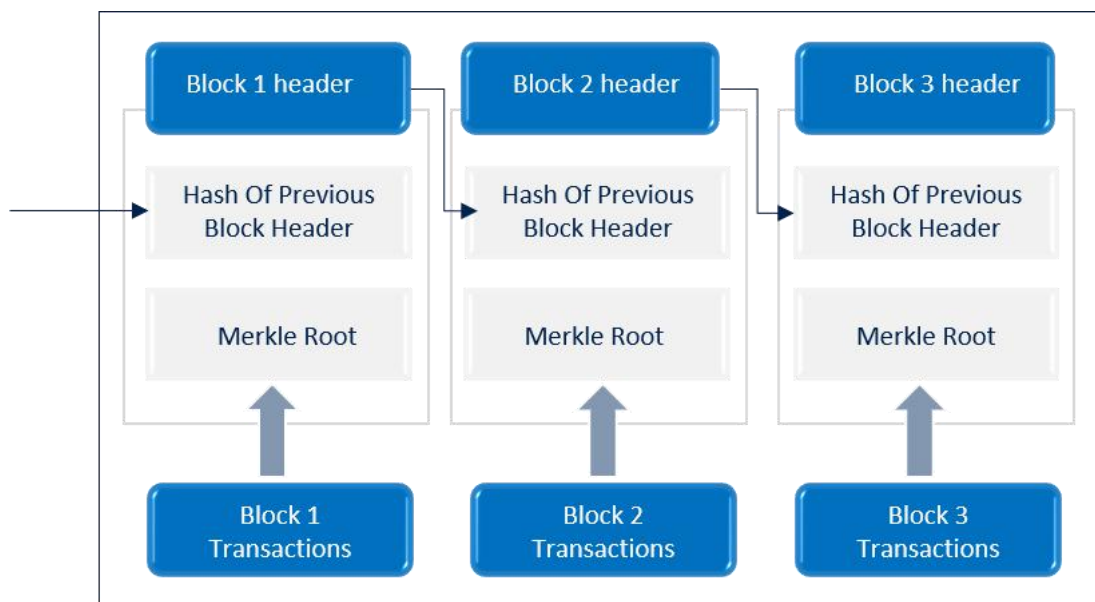 Block 1 header
Block 2 header
Block 3 header
Hash Of Previous
Block Header
Hash Of Previous
Block Header
Hash Of Previous
Block Header
Merkle Root
Merkle Root
Merkle Root
Block 1
Transactions
Block 2
Transactions
Block 3
Transactions